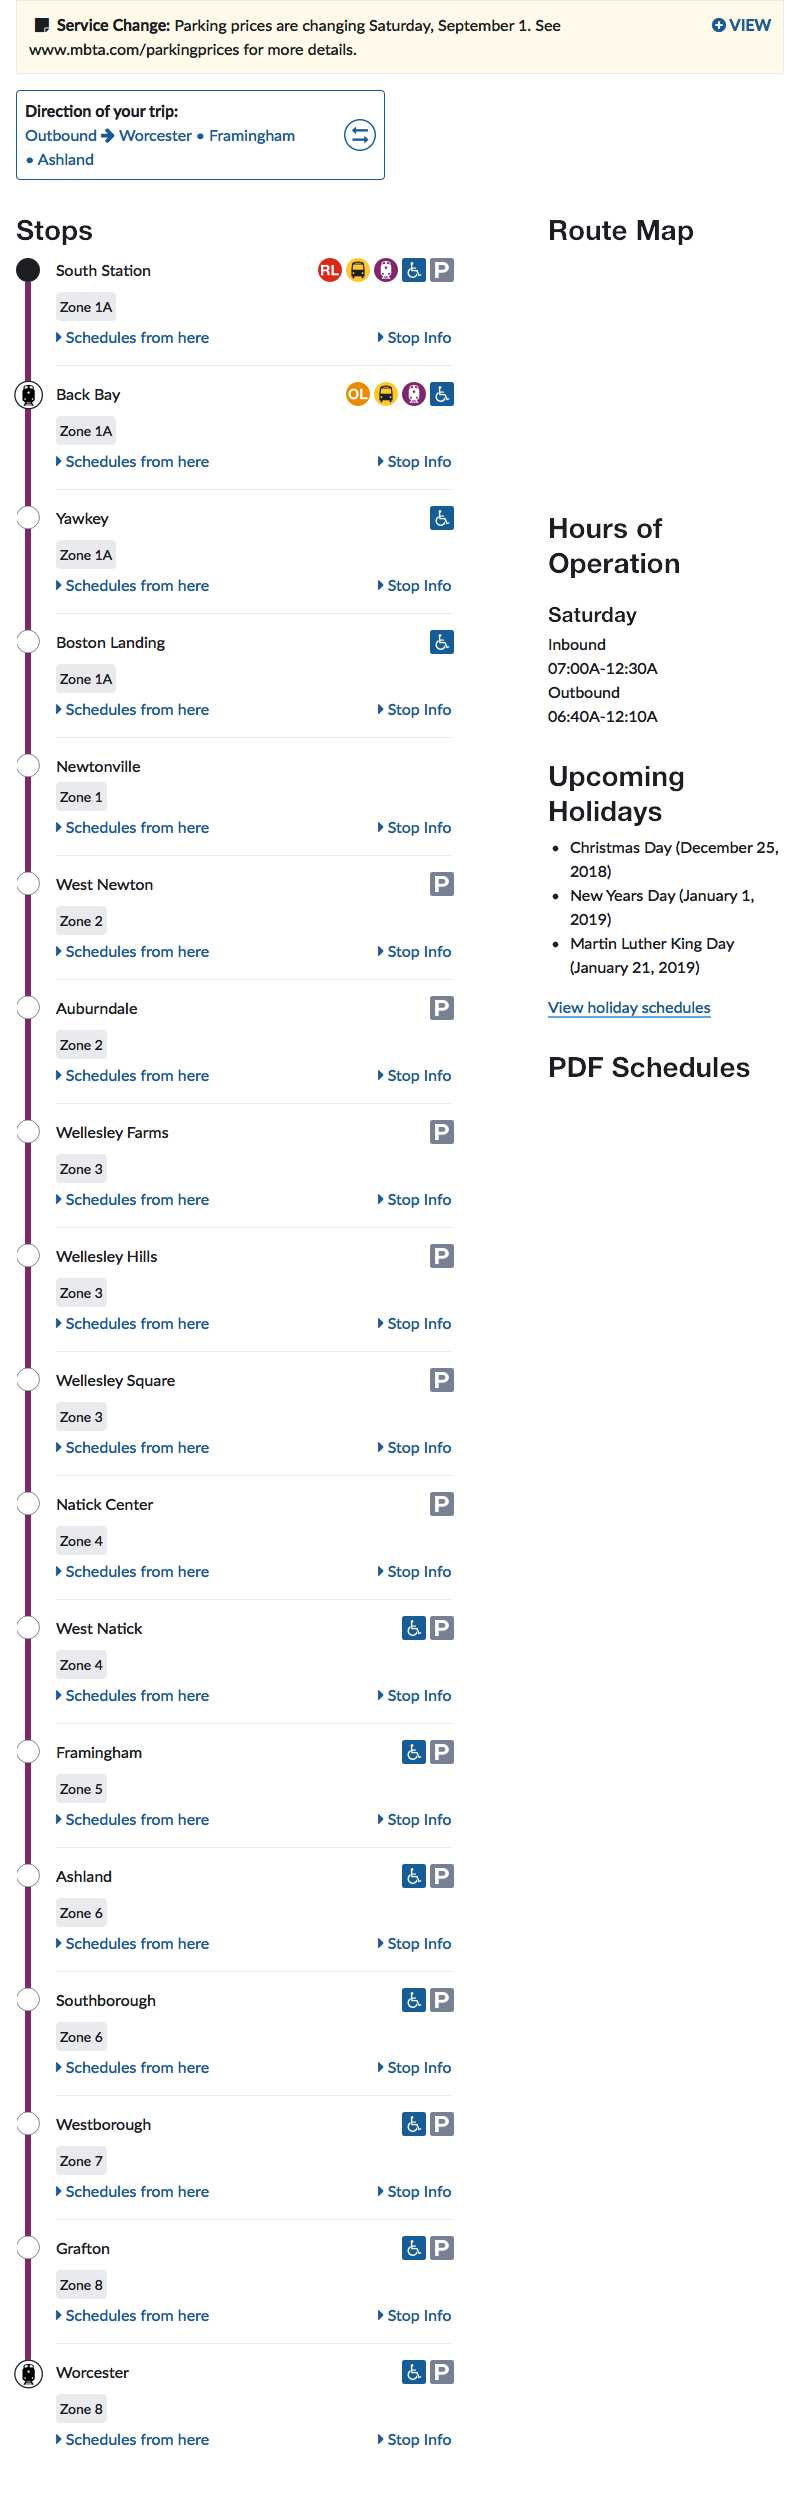 Service Change: Parking prices are changing Saturday, September 1. See
www.mbta.com/parkingprices for more details.
VIEW
Direction of your trip:
Outbound Worcester • Framingham
• Ashland
Stops
South Station
RL
P
Zone 1A
Schedules from here
Stop Info
Back Bay
OL
Zone 1A
Schedules from here
Stop Info
Yawkey
Zone 1A
Schedules from here
Stop Info
Boston Landing
Zone 1A
Schedules from here
Stop Info
Newtonville
Zone 1
Schedules from here
Stop Info
West Newton
P
Zone 2
Schedules from here
Stop Info
Auburndale
P
Zone 2
Schedules from here
Stop Info
Wellesley Farms
P
Zone 3
Schedules from here
Stop Info
Wellesley Hills
P
Zone 3
Schedules from here
Stop Info
Wellesley Square
P
Zone 3
Schedules from here
Stop Info
Natick Center
P
Zone 4
Schedules from here
Stop Info
West Natick
P
Zone 4
Schedules from here
Stop Info
Framingham
P
Zone 5
Schedules from here
Stop Info
Ashland
P
Zone 6
Schedules from here
Stop Info
Southborough
P
Zone 6
Schedules from here
Stop Info
Westborough
P
Zone 7
Schedules from here
Stop Info
Grafton
P
Zone 8
Schedules from here
Stop Info
Worcester
P
Zone 8
Schedules from here
Stop Info
Route Map
Hours of
Operation
Saturday
Inbound
07:00A-12:30A
Outbound
06:40A-12:10A
Upcoming
Holidays
• Christmas Day (December 25,
2018)
• New Years Day (January 1,
2019)
• Martin Luther King Day
(January 21, 2019)
View holiday schedules
PDF Schedules